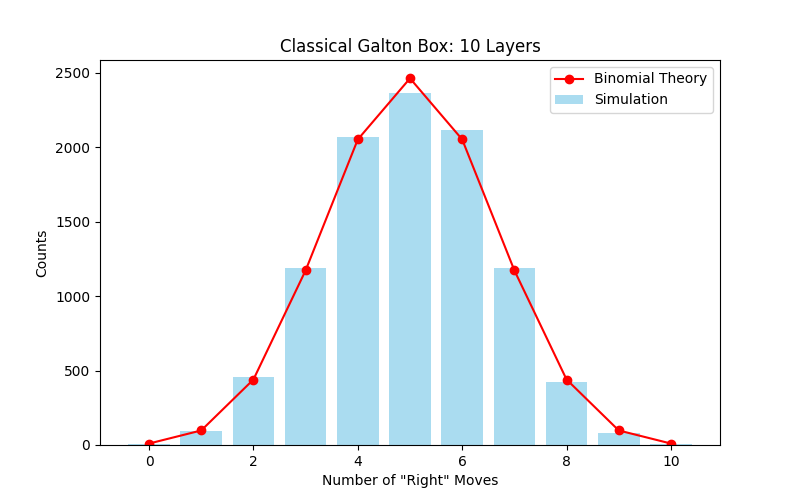 Classical Galton Box: 10 Layers
Binomial Theory
Simulation
2500
2000
1500
1000
500
0
Counts
0 2 4 6 8 10
Number of "Right" Moves